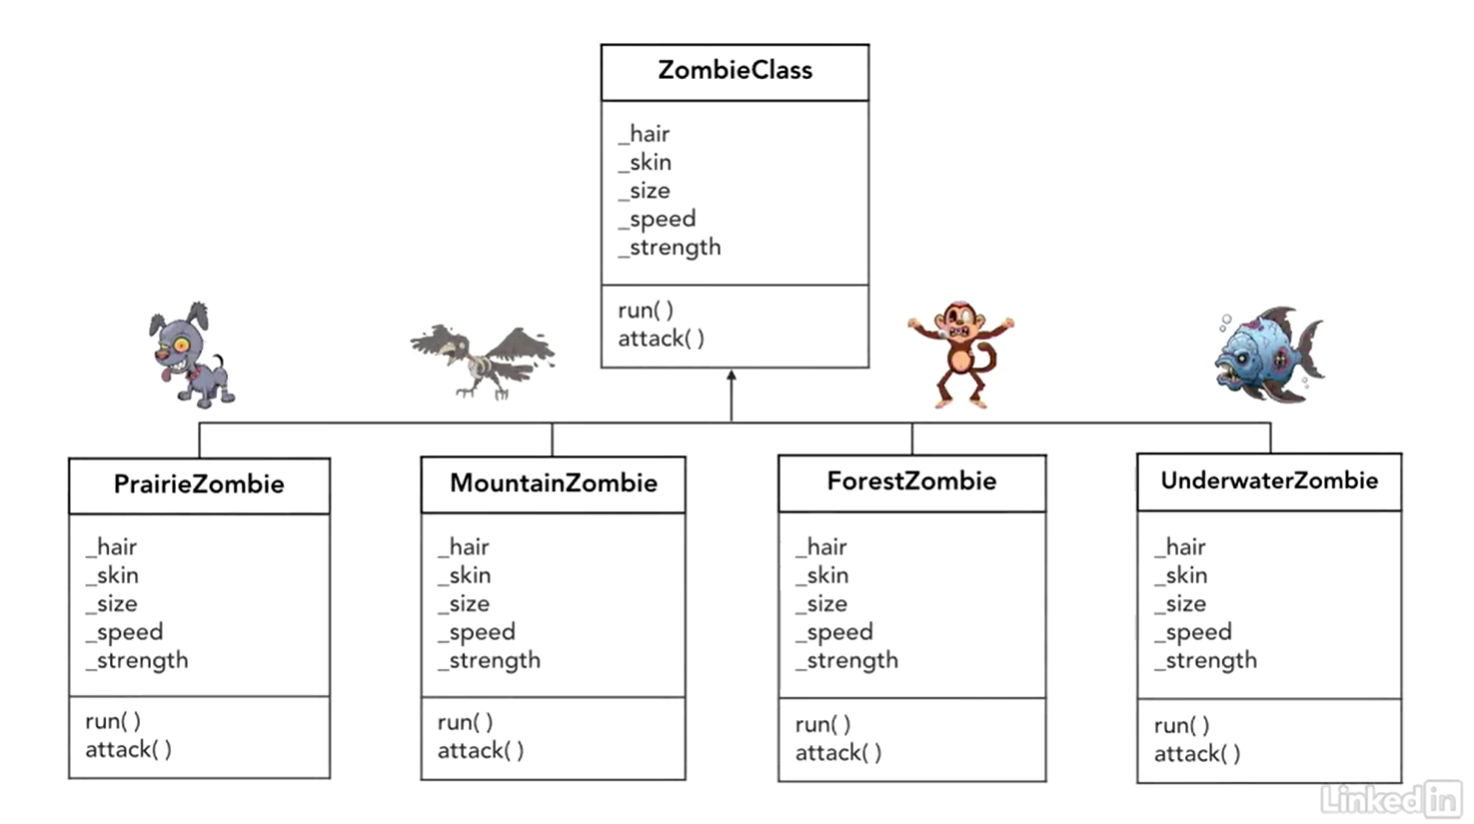 ZombieClass
_hair
_skin
_size
_speed
_strength
run( )
attack( )
PrairieZombie
_hair
_skin
_size
_speed
_strength
run( )
attack( )
MountainZombie
_hair
_skin
_size
_speed
_strength
run( )
attack( )
ForestZombie
_hair
_skin
_size
_speed
_strength
run( )
attack( )
UnderwaterZombie
_hair
_skin
_size
_speed
_strength
run( )
attack( )
Linked in